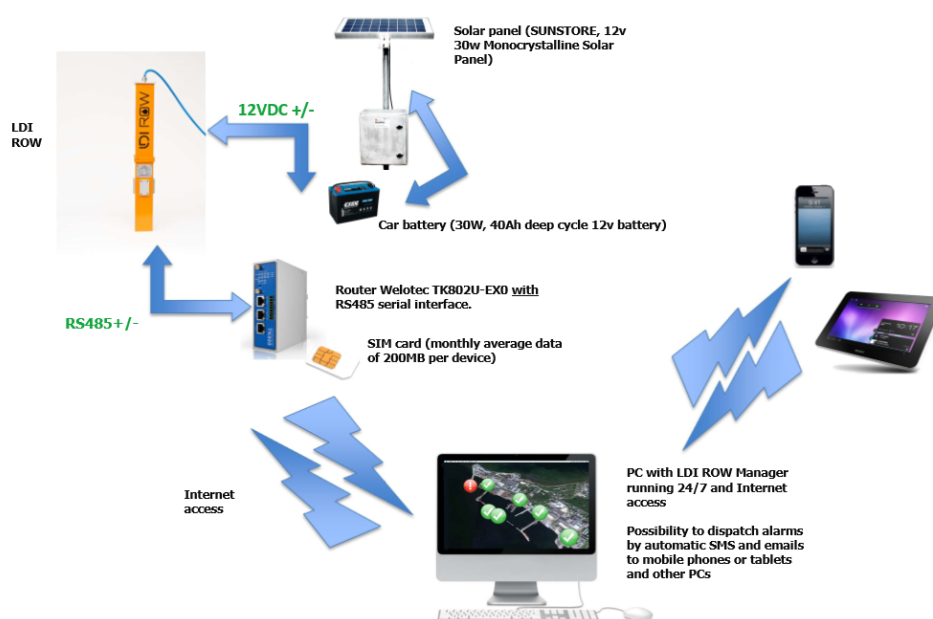 Solar panel (SUNSTORE, 12v
30w Monocrystalline Solar
Panel)
12VDC +/-
LDI
ROW
LDI ROW
Car battery (30W, 40Ah deep cycle 12v battery)
Router Welotec TK802U-EX0 with
RS485 serial interface.
RS485+/-
SIM card (monthly average data
of 200MB per device)
Internet
access
PC with LDI ROW Manager
running 24/7 and Internet
access
Possibility to dispatch alarms
by automatic SMS and emails
to mobile phones or tablets
and other PCs
10:17